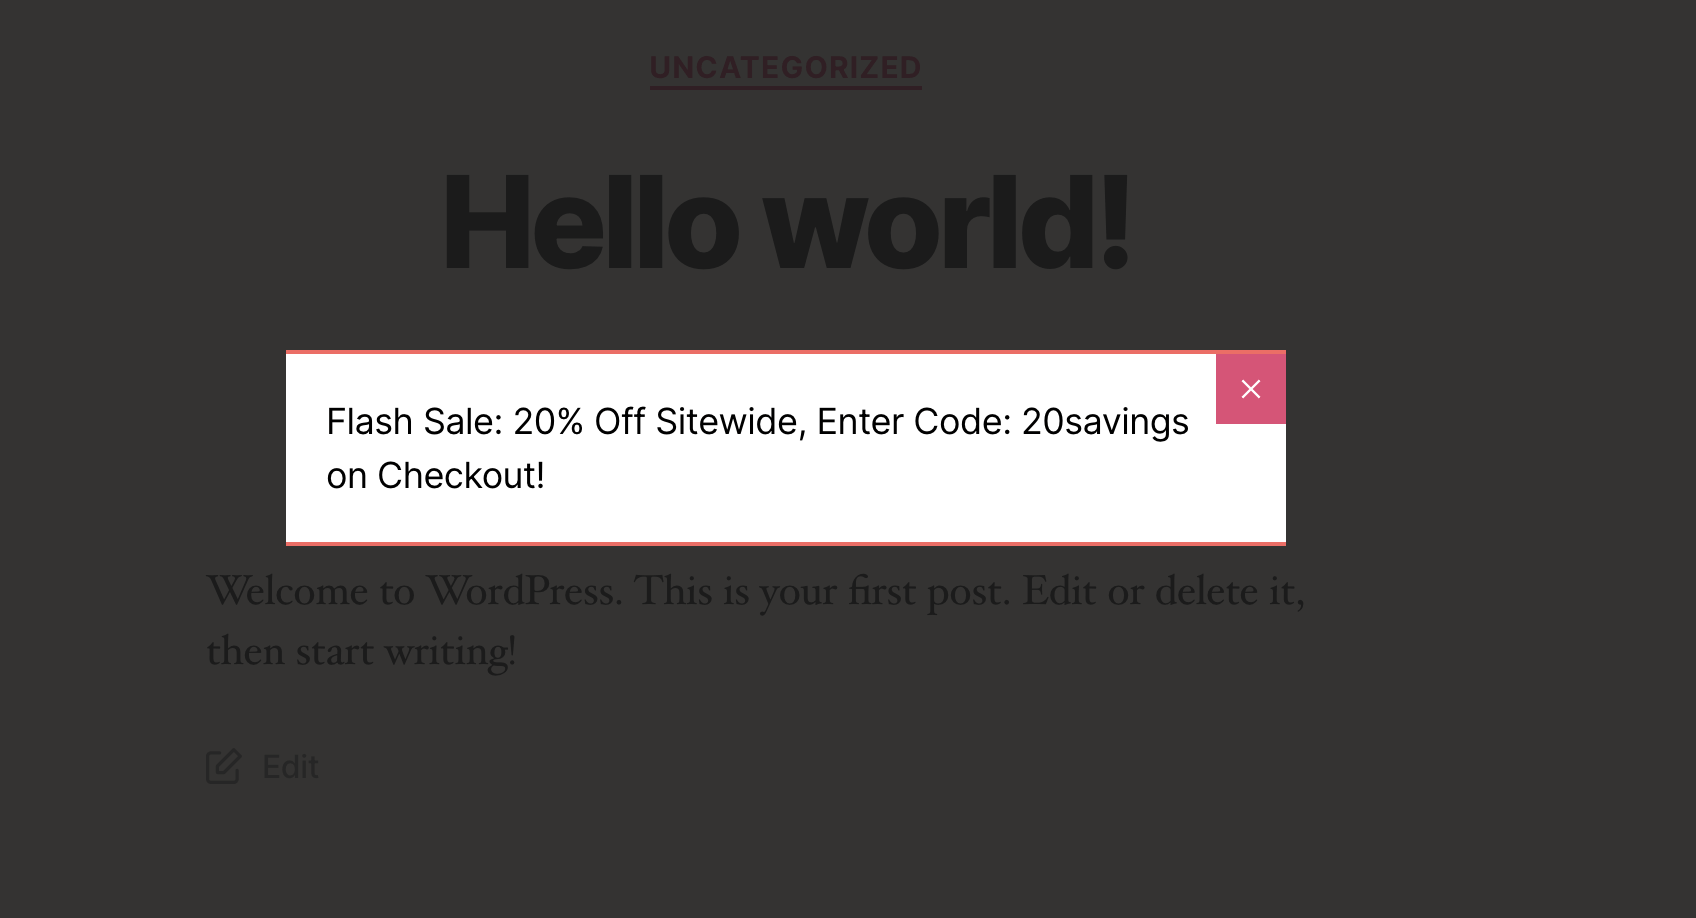 UNCATEGORIZED
Hello world!
Flash Sale: 20% Off Sitewide, Enter Code: 20savings
on Checkout!
Welcome to WordPress. This is your first post. Edit or delete it,
then start writing!
Edit